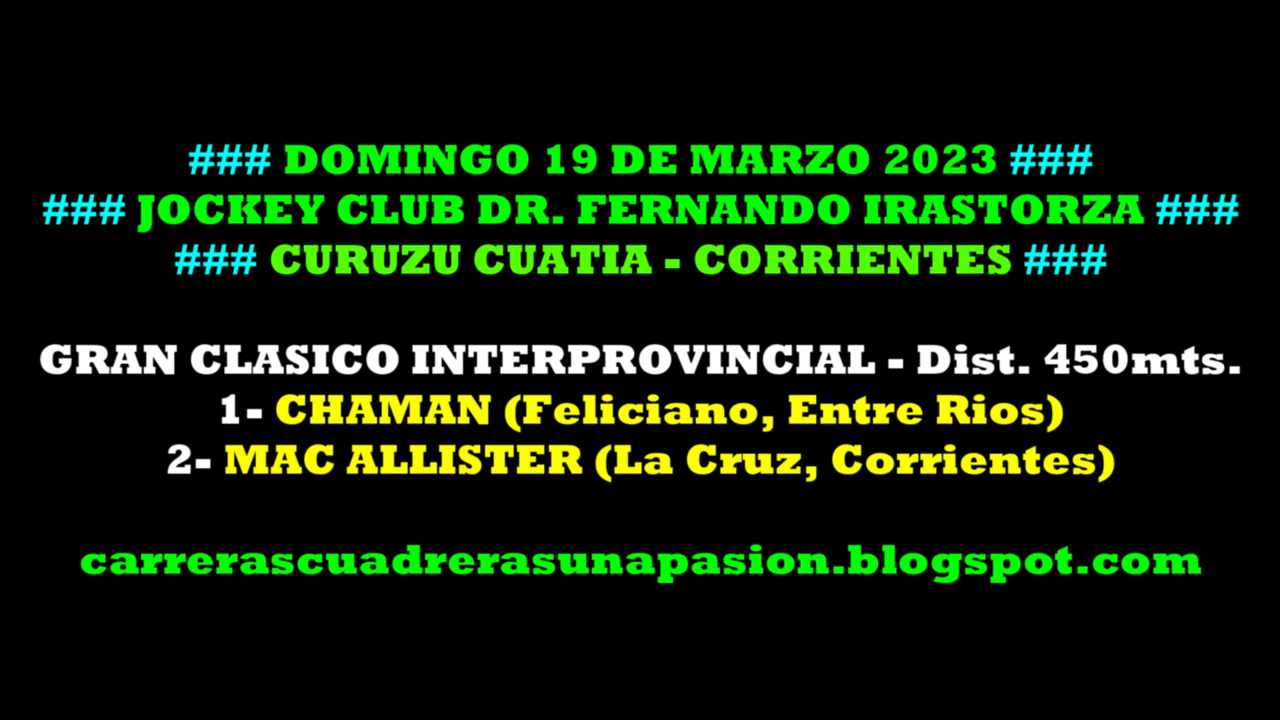 ### DOMINGO 19 DE MARZO 2023 ###
### JOCKEY CLUB DR. FERNANDO IRASTORZA ###
### CURUZU CUATIA - CORRIENTES ###
GRAN CLASICO INTERPROVINCIAL - Dist. 450mts.
1- CHAMAN (Feliciano, Entre Rios)
2- MAC ALLISTER (La Cruz, Corrientes)
carrerascuadrerasunapasion.blogspot.com